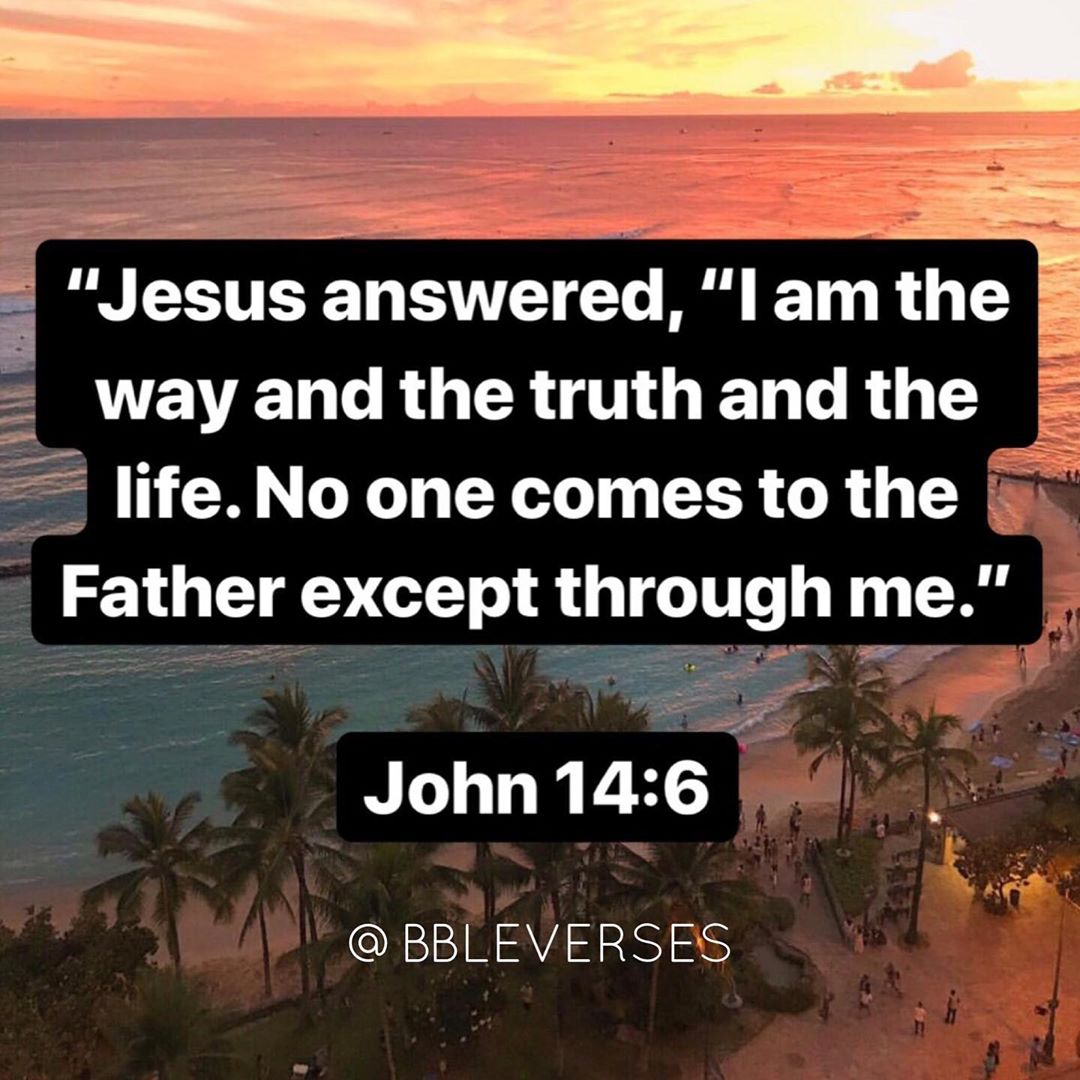 “Jesus answered, “I am the
way and the truth and the
life. No one comes to the
Father except through me.”
John 14:6
@BBLEVERSES